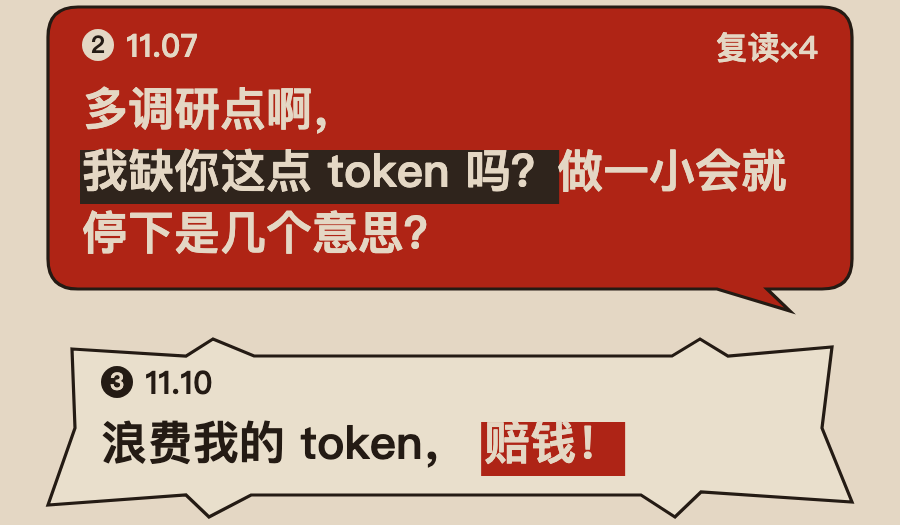 2 11.07 复读×4
多调研点啊，
我缺你这点 token 吗？做一小会就
停下是几个意思？
3 11.10
浪费我的 token， 赔钱！